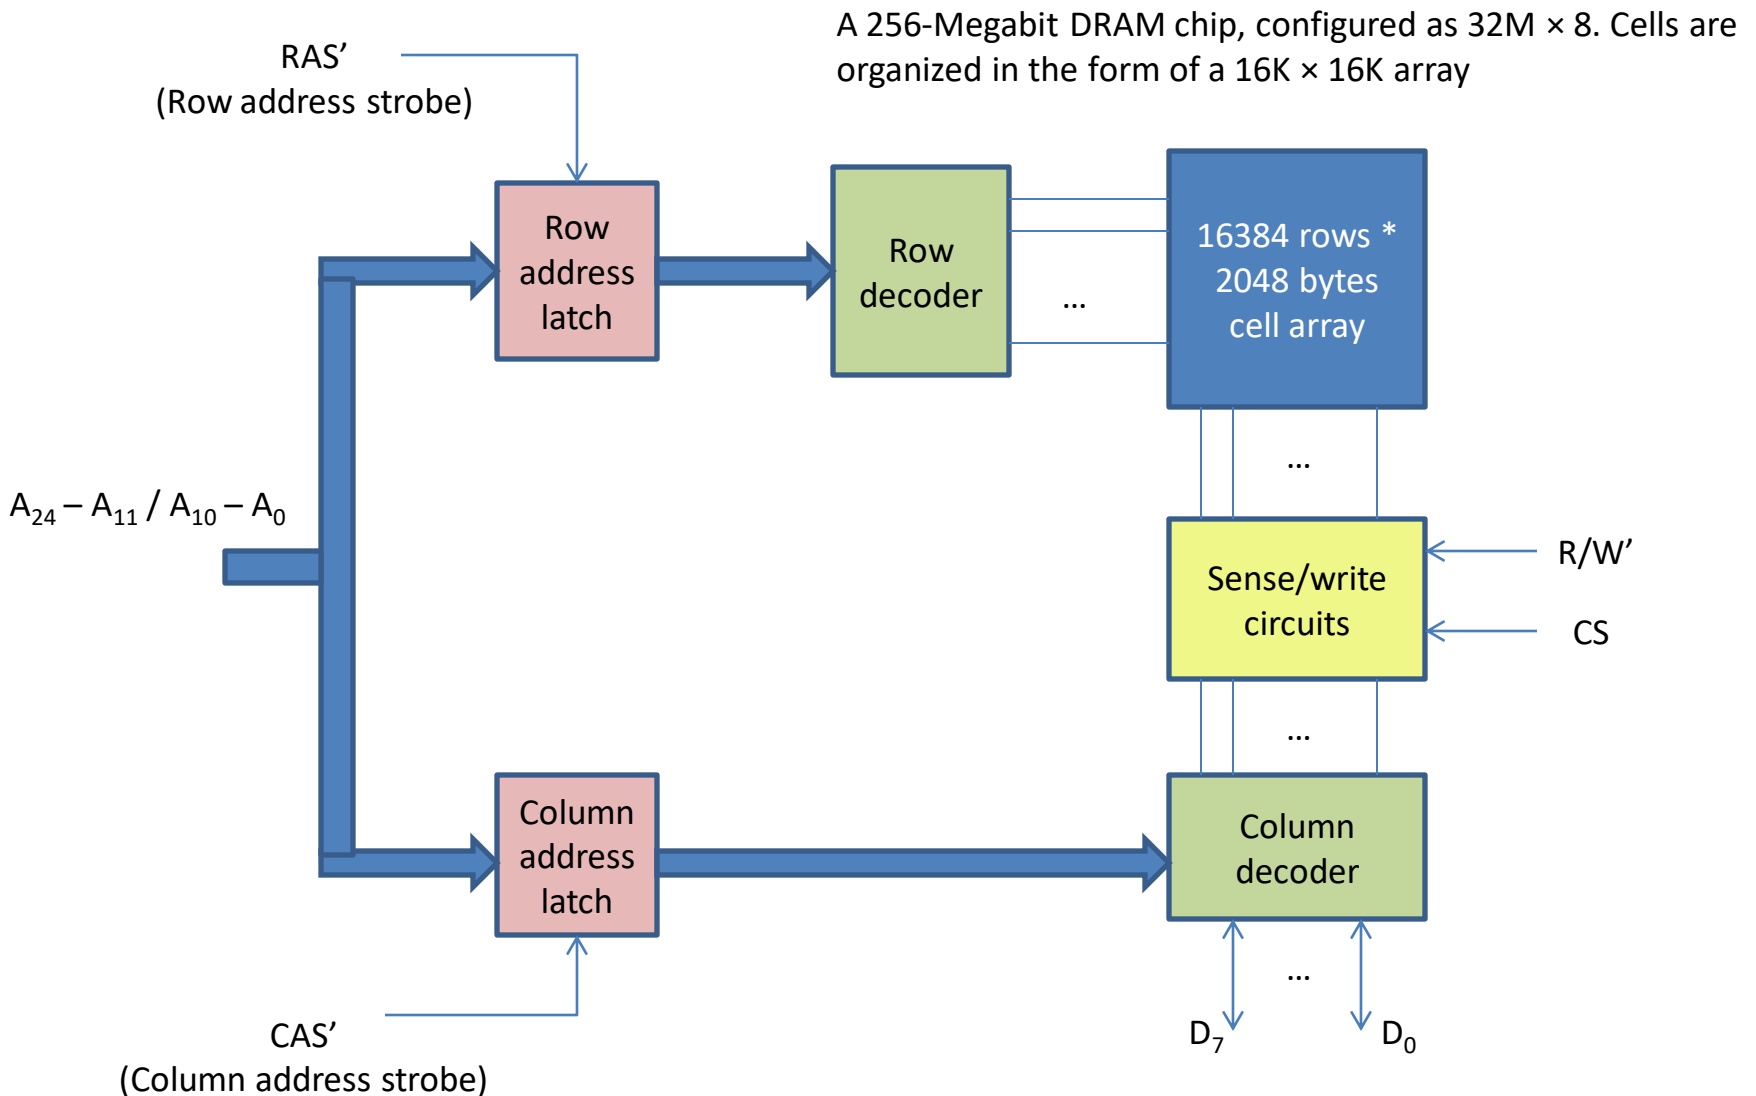 A 256-Megabit DRAM chip, configured as 32M × 8. Cells are
organized in the form of a 16K × 16K array
RAS’
(Row address strobe)
Row
address
latch
Row
decoder
...
16384 rows *
2048 bytes
cell array
...
A24 – A11 / A10 – A0
Sense/write
circuits
R/W’
CS
...
Column
address
latch
Column
decoder
...
D7
D0
CAS’
(Column address strobe)